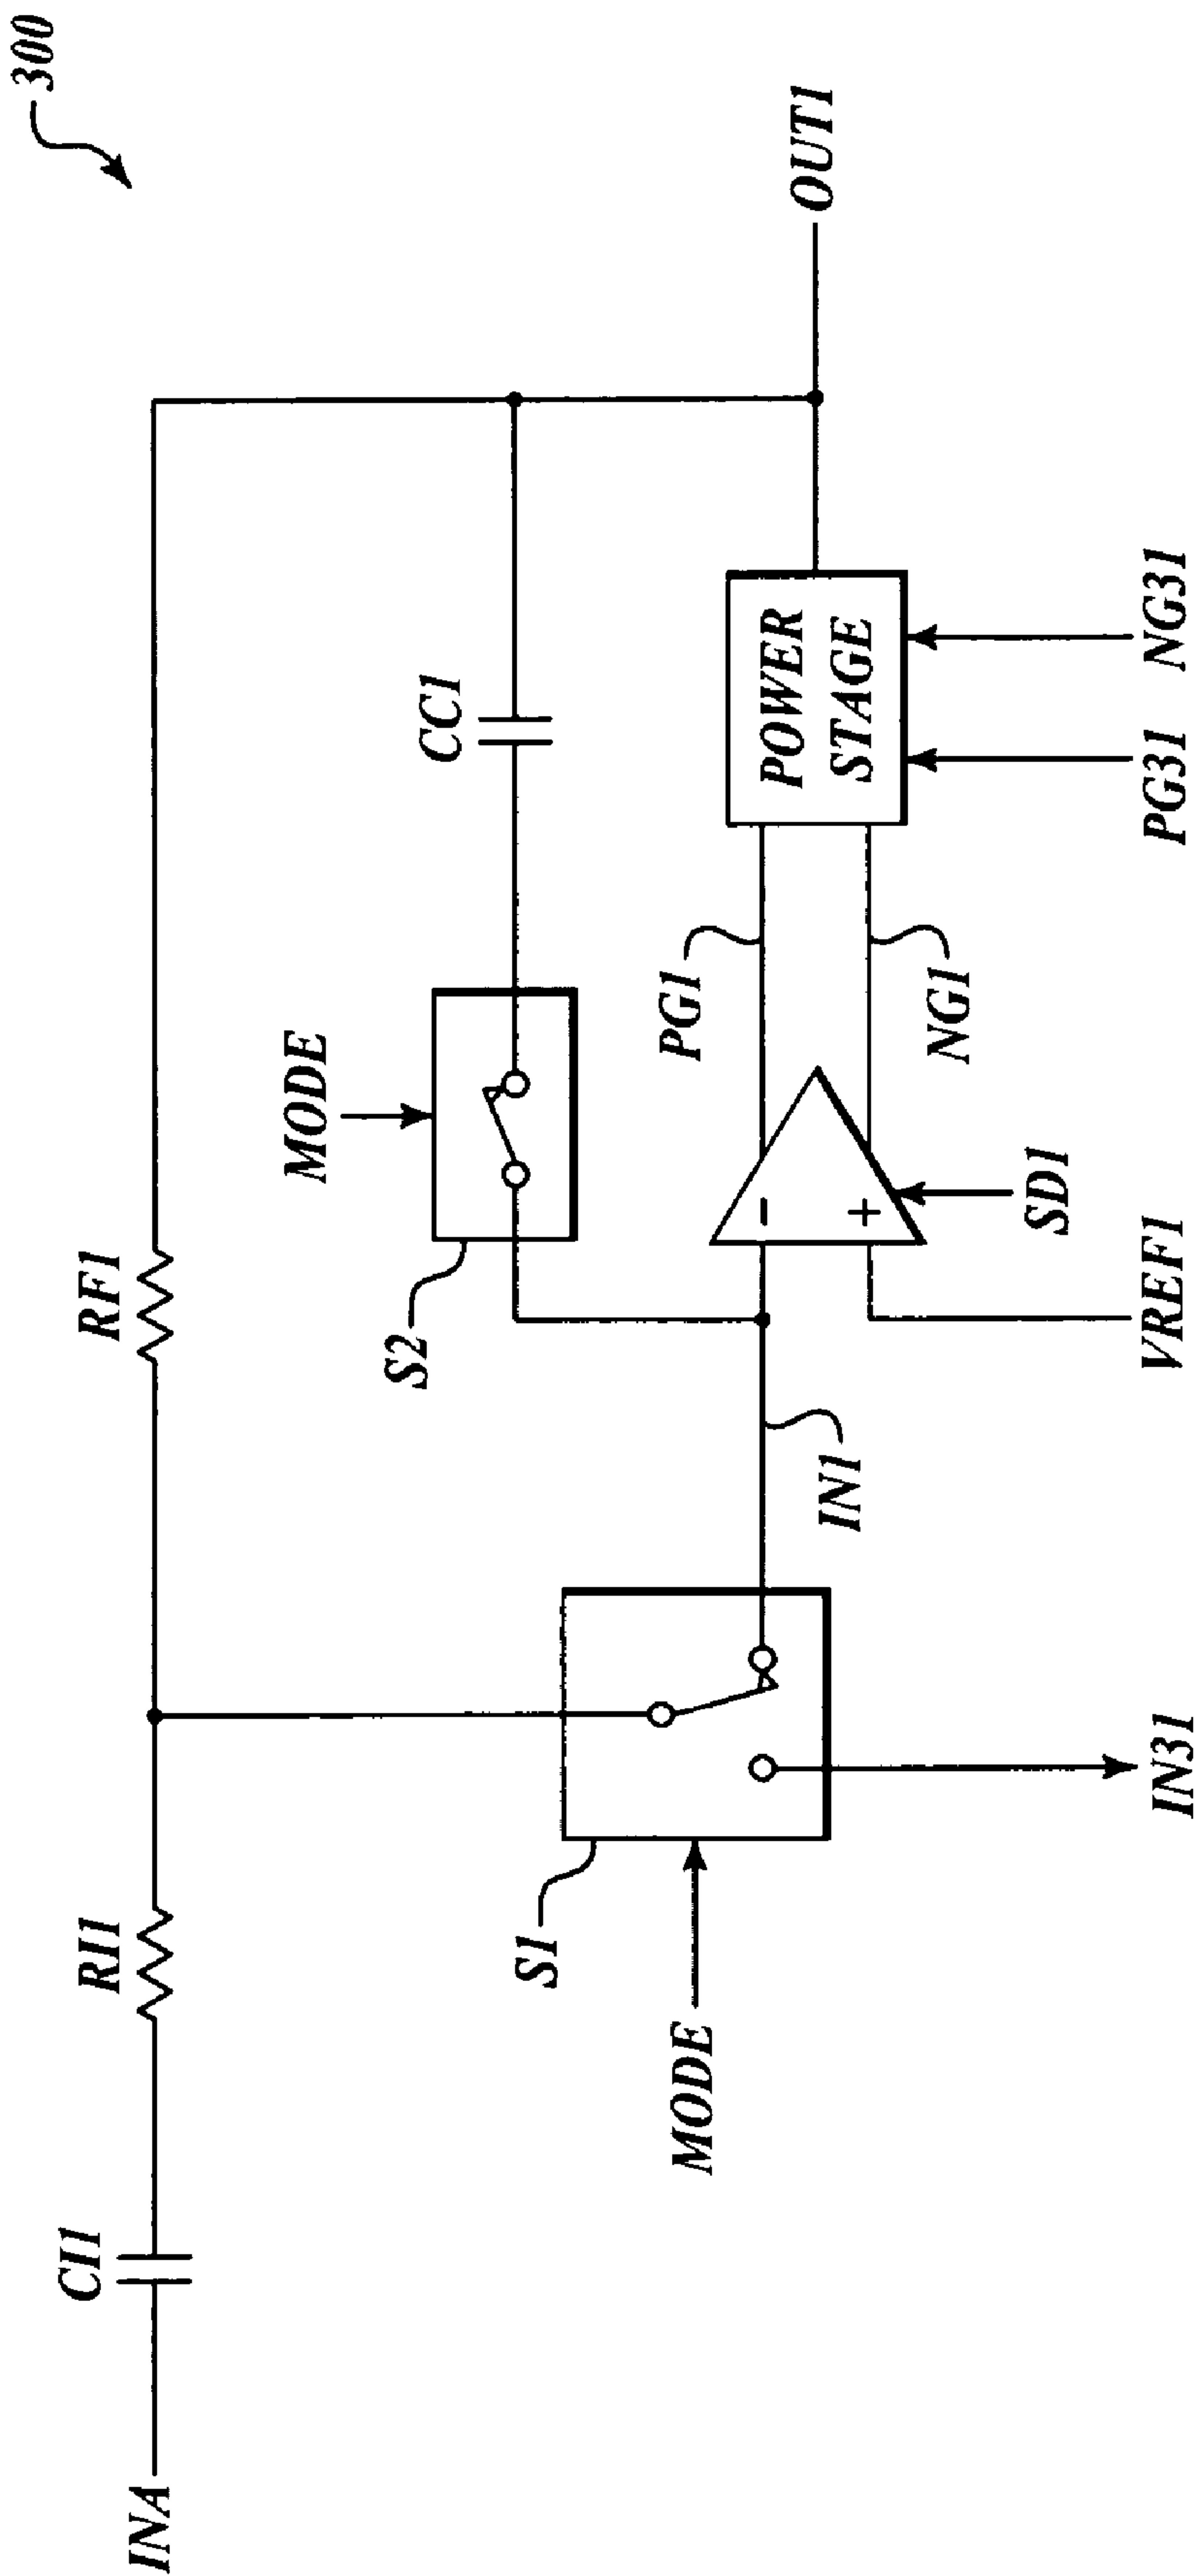 300
INA
CI1
RI1
RF1
MODE
S2
CC1
OUT1
S1
MODE
IN1
PG1
NG1
POWER
STAGE
SD1
IN31
VREF1
PG31
NG31